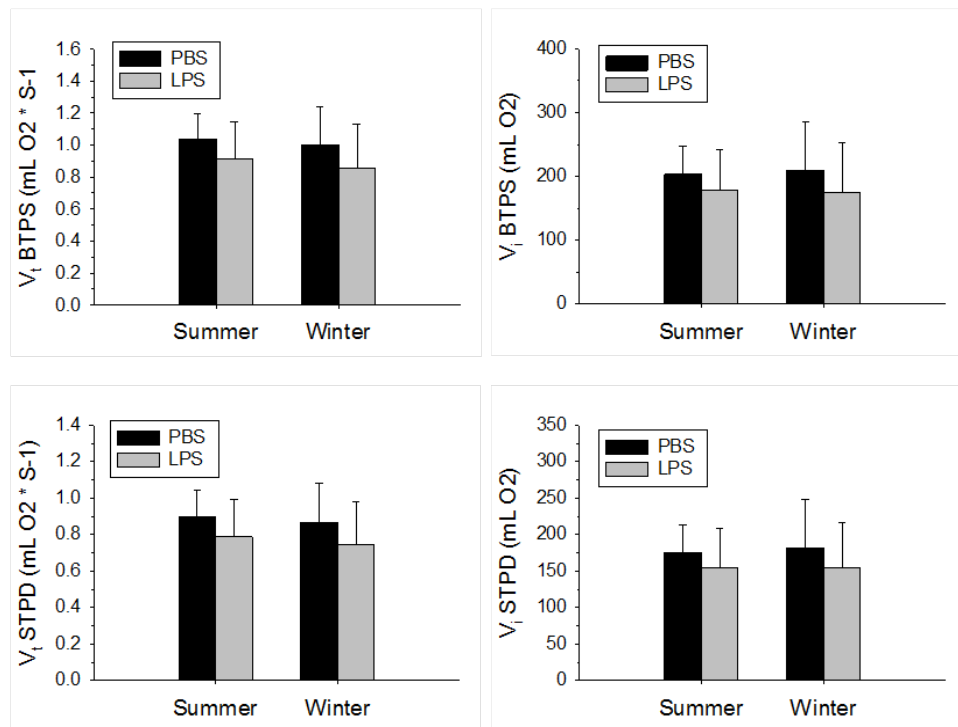 V_t BTPS (mL O2 * S-1
1.6
1.4
1.2
1.0
0.8
0.6
0.4
0.2
0.0
PBS
LPS
Summer Winter
V_i BTPS (mL O2)
400
300
200
100
0
PBS
LPS
Summer Winter
V_t STPD (mL O2 * S-1)
1.4
1.2
1.0
0.8
0.6
0.4
0.2
0.0
PBS
LPS
Summer Winter
V_i STPD (mL O2)
350
300
250
200
150
100
50
0
PBS
LPS
Summer Winter